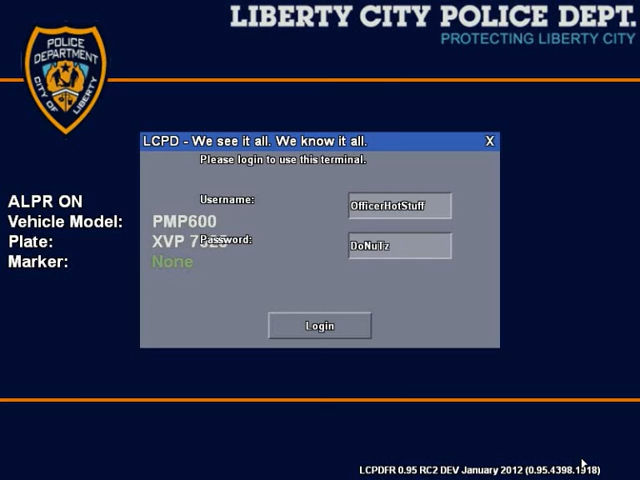 LIBERTY CITY POLICE DEPT.
PROTECTING LIBERTY CITY
POLICE
DEPARTMENT
CITY OF LIBERTY
LCPD - We see it all. We know it all. X
Please login to use this terminal.
Username: OfficerHotStuff
Password: DoNuTz
Login
ALPR ON
Vehicle Model: PMP600
Plate: XVP
Marker: None
LCPDFR 0.95 RC2 DEV January 2012 (0.95.4398.1918)